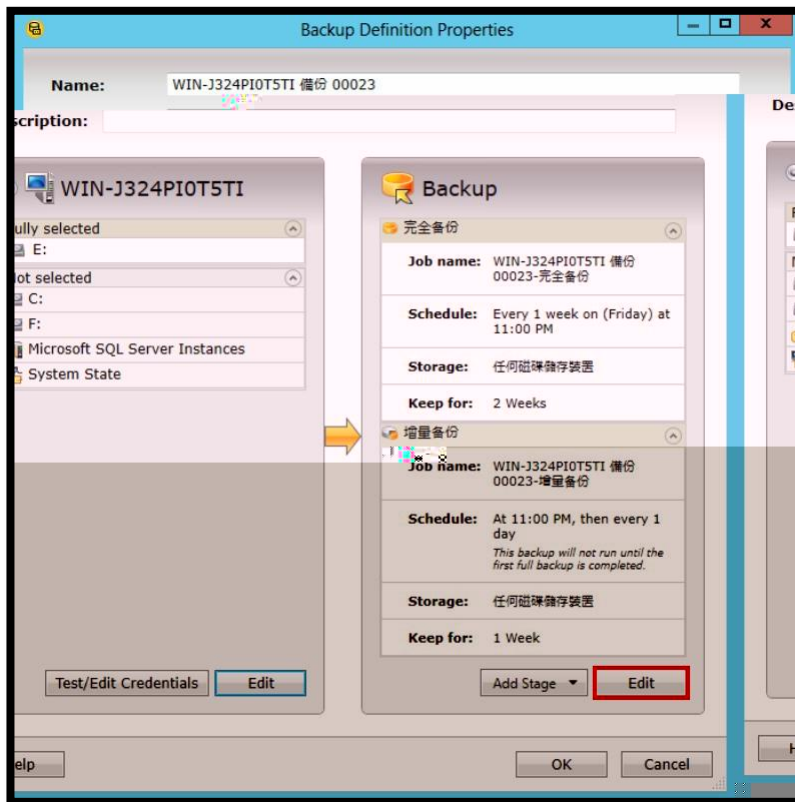 Backup Definition Properties
Name: WIN-J324PI0T5TI 備份 00023
scription:
De
WIN-J324PI0T5TI
ully selected
E:
ot selected
C:
F:
Microsoft SQL Server Instances
System State
Test/Edit Credentials
Edit
Backup
完全备份
Job name: WIN-J324PI0T5TI 備份
00023-完全备份
Schedule: Every 1 week on (Friday) at
11:00 PM
Storage: 任何磁碟儲存裝置
Keep for: 2 Weeks
增量备份
Job name: WIN-J324PI0T5TI 備份
00023-增量备份
Schedule: At 11:00 PM, then every 1
day
This backup will not run until the
first full backup is completed.
Storage: 任何磁碟儲存裝置
Keep for: 1 Week
Add Stage
Edit
elp
OK
Cancel
H